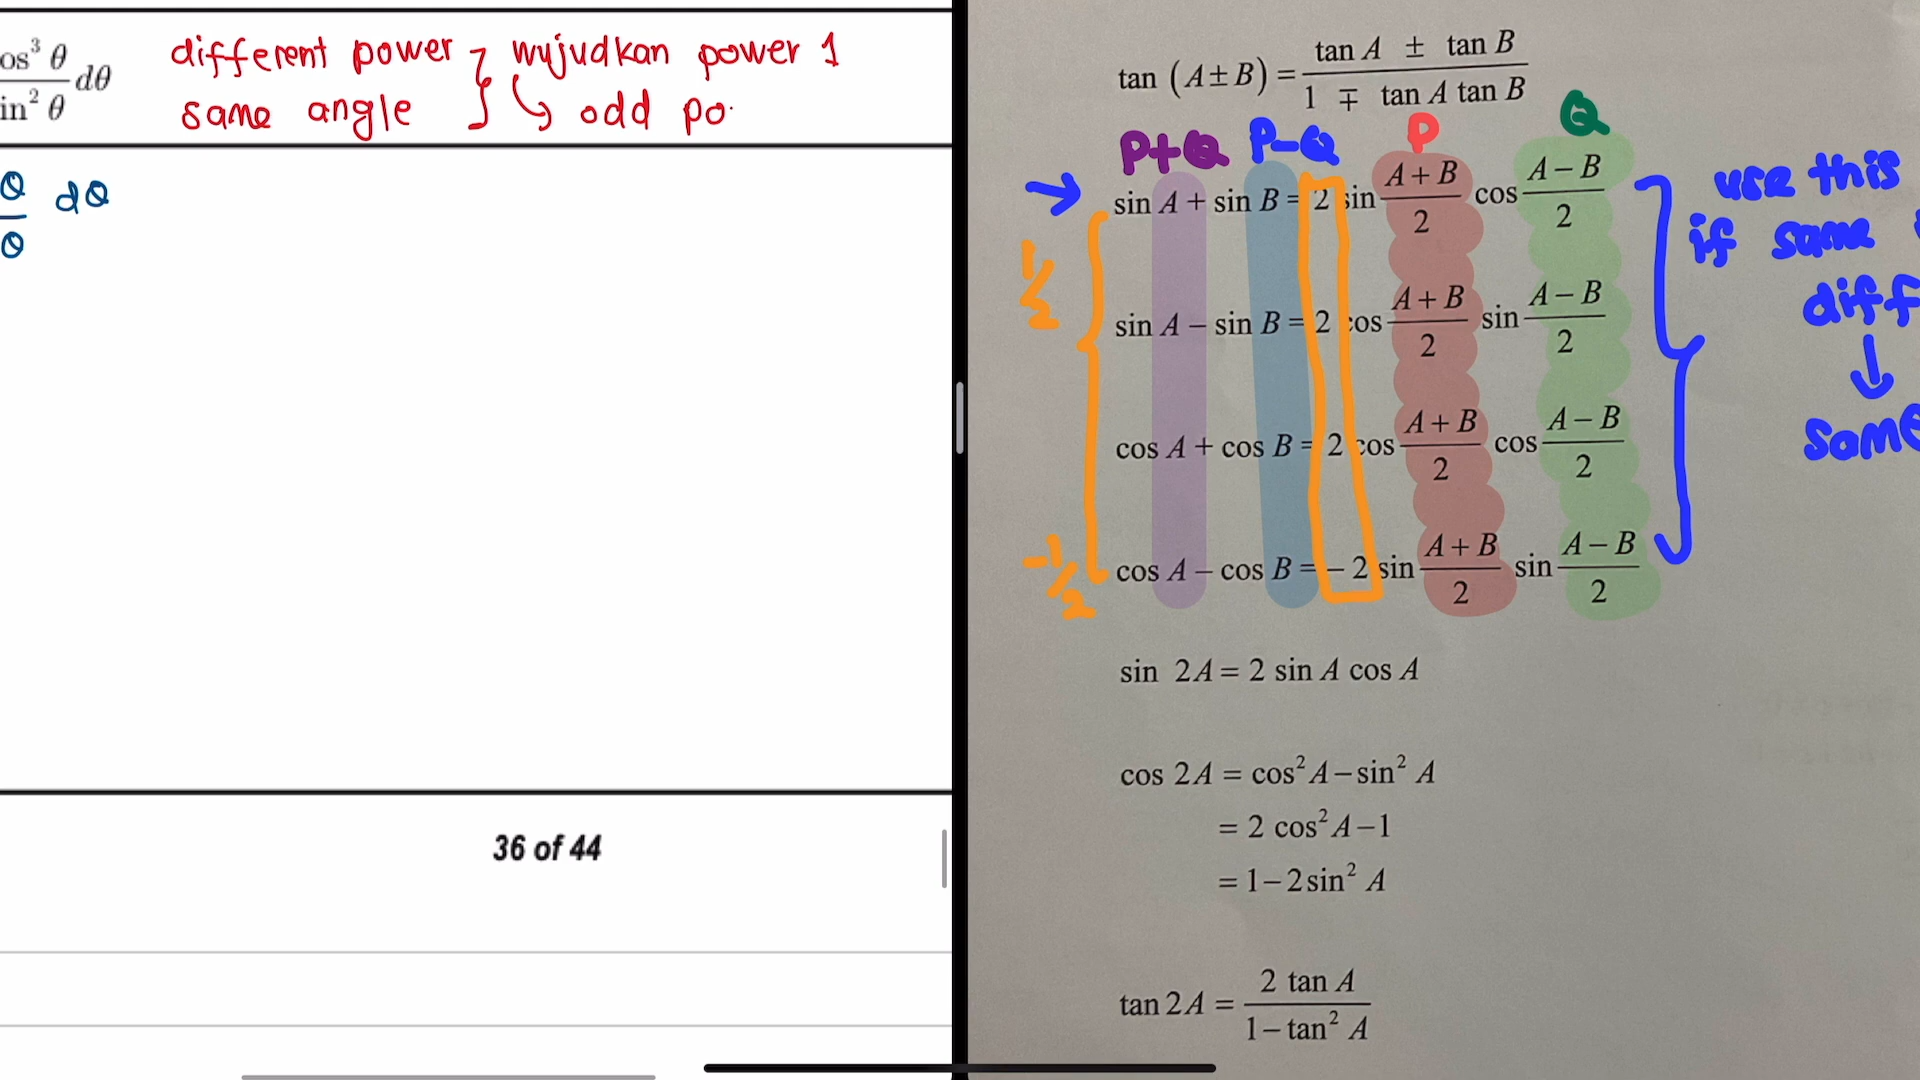 os³ θ
in² θ
dθ
different power
same angle
wujudkan power 1
↳ odd po
θ
θ
dθ
36 of 44
tan (A ± B) = (tan A ± tan B) / (1 ∓ tan A tan B)
P+Q P-Q P Q
→ sin A + sin B = 2 sin (A + B)/2 cos (A − B)/2
1/2
sin A − sin B = 2 cos (A + B)/2 sin (A − B)/2
cos A + cos B = 2 cos (A + B)/2 cos (A − B)/2
-1/2
cos A − cos B = − 2 sin (A + B)/2 sin (A − B)/2
use this
if same
diff
↓
same
sin 2A = 2 sin A cos A
cos 2A = cos² A − sin² A
= 2 cos² A − 1
= 1 − 2 sin² A
tan 2A = 2 tan A / (1 − tan² A)